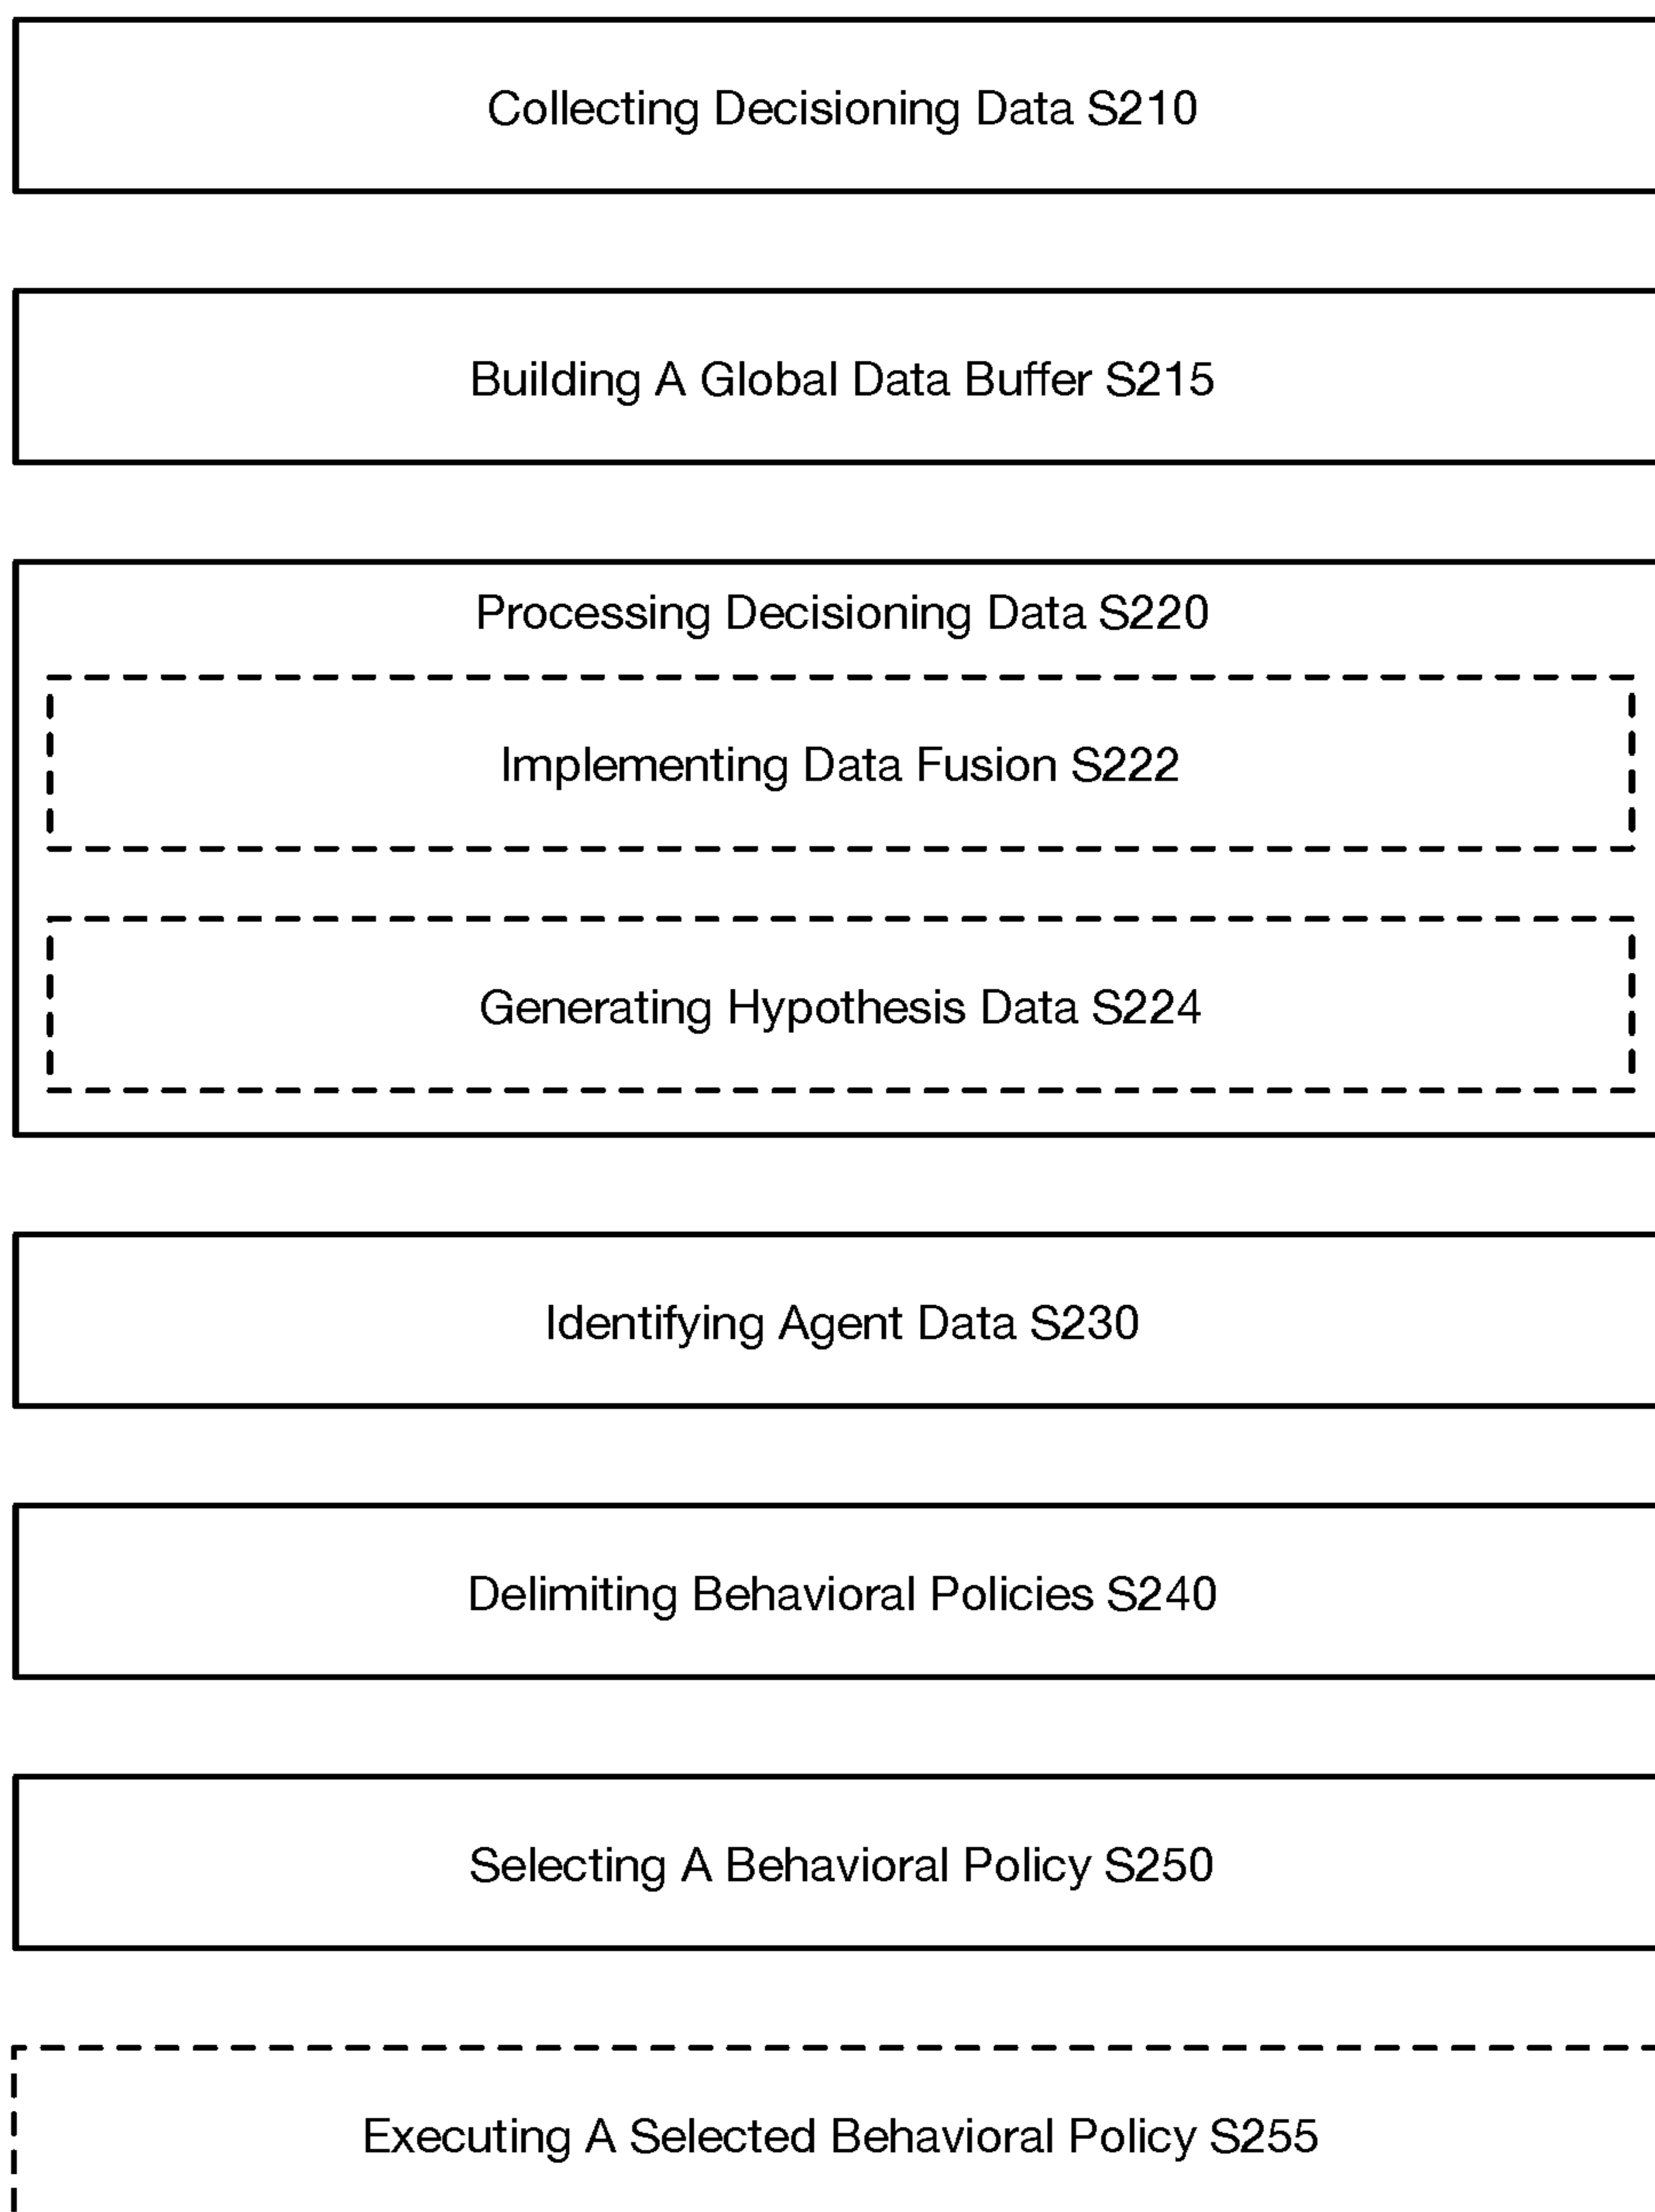 Collecting Decisioning Data S210
Building A Global Data Buffer S215
Processing Decisioning Data S220
Implementing Data Fusion S222
Generating Hypothesis Data S224
Identifying Agent Data S230
Delimiting Behavioral Policies S240
Selecting A Behavioral Policy S250
Executing A Selected Behavioral Policy S255